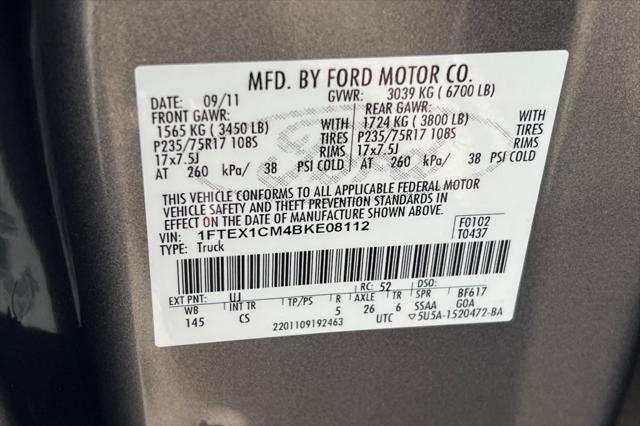 MFD. BY FORD MOTOR CO.
DATE: 09/11 GVWR: 3039 KG ( 6700 LB)
FRONT GAWR: REAR GAWR:
1565 KG ( 3450 LB) WITH 1724 KG ( 3800 LB) WITH
P235/75R17 108S TIRES P235/75R17 108S TIRES
17x7.5J RIMS 17x7.5J RIMS
AT 260 kPa/ 38 PSI COLD AT 260 kPa/ 38 PSI COLD
THIS VEHICLE CONFORMS TO ALL APPLICABLE FEDERAL MOTOR
VEHICLE SAFETY AND THEFT PREVENTION STANDARDS IN
EFFECT ON THE DATE OF MANUFACTURE SHOWN ABOVE.
VIN: 1FTEX1CM4BKE08112 F0102
TYPE: Truck T0437
EXT PNT: UJ RC: 52 DSO:
WB INT TR TP/PS R AXLE TR SPR BF617
145 CS 5 26 6 SSAA GOA
2201109192463 UTC ▽5U5A-1520472-BA
Ford